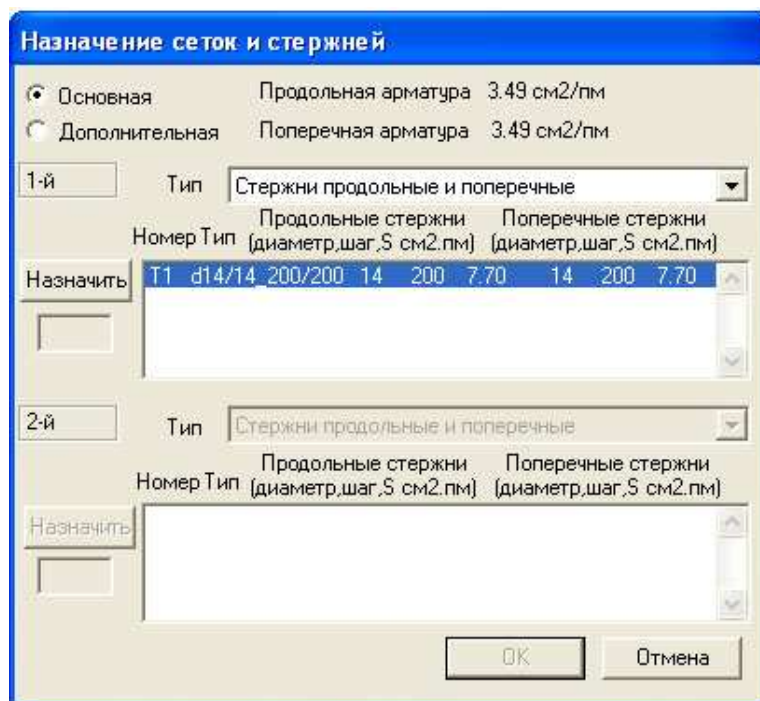 Назначение сеток и стержней
Основная Продольная арматура 3.49 см2/пм
Дополнительная Поперечная арматура 3.49 см2/пм
1-й Тип Стержни продольные и поперечные
Продольные стержни Поперечные стержни
Номер Тип (диаметр,шаг,S см2.пм) (диаметр,шаг,S см2.пм)
Назначить T1 d14/14_200/200 14 200 7.70 14 200 7.70
2-й Тип Стержни продольные и поперечные
Продольные стержни Поперечные стержни
Номер Тип (диаметр,шаг,S см2.пм) (диаметр,шаг,S см2.пм)
Назначить
OK Отмена